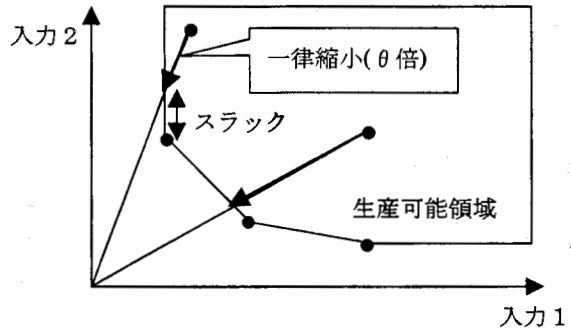 入力2
一律縮小(θ倍)
スラック
生産可能領域
入力1